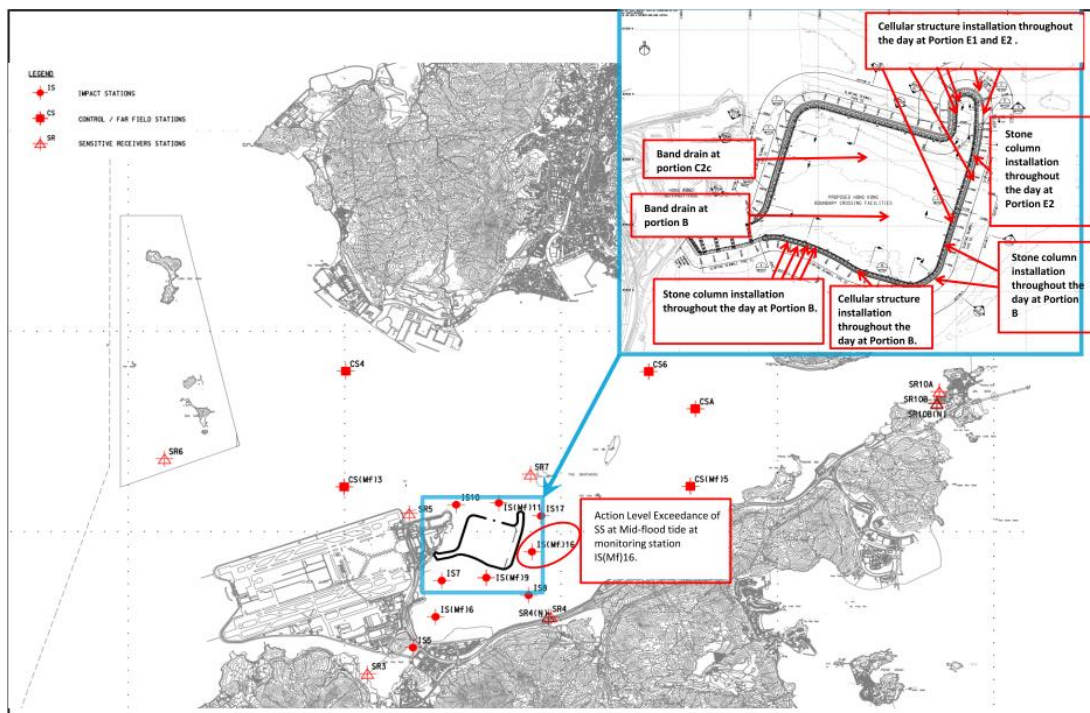 LEGEND
IS IMPACT STATIONS
CS CONTROL / FAR FIELD STATIONS
SR SENSITIVE RECEIVERS STATIONS
Cellular structure installation throughout
the day at Portion E1 and E2 .
Band drain at
portion C2c
Band drain at
portion B
PROPOSED HONG KONG
BOUNDARY CROSSING FACILITIES
Stone
column
installation
throughout
the day at
Portion E2
Stone column installation
throughout the day at Portion B.
Cellular structure
installation
throughout the
day at Portion B.
Stone column
installation
throughout the
day at Portion
B
CS4
CS6
CSA
SR10A
SR10B
SR10B(N)
SR6
CS(Mf)3
SR7
CS(Mf)5
SR5
IS10
IS(Mf)11
IS17
IS(Mf)16
Action Level Exceedance of
SS at Mid-flood tide at
monitoring station
IS(Mf)16.
IS7
IS(Mf)9
IS8
IS(Mf)6
SR4(N)
SR4
IS5
SR3